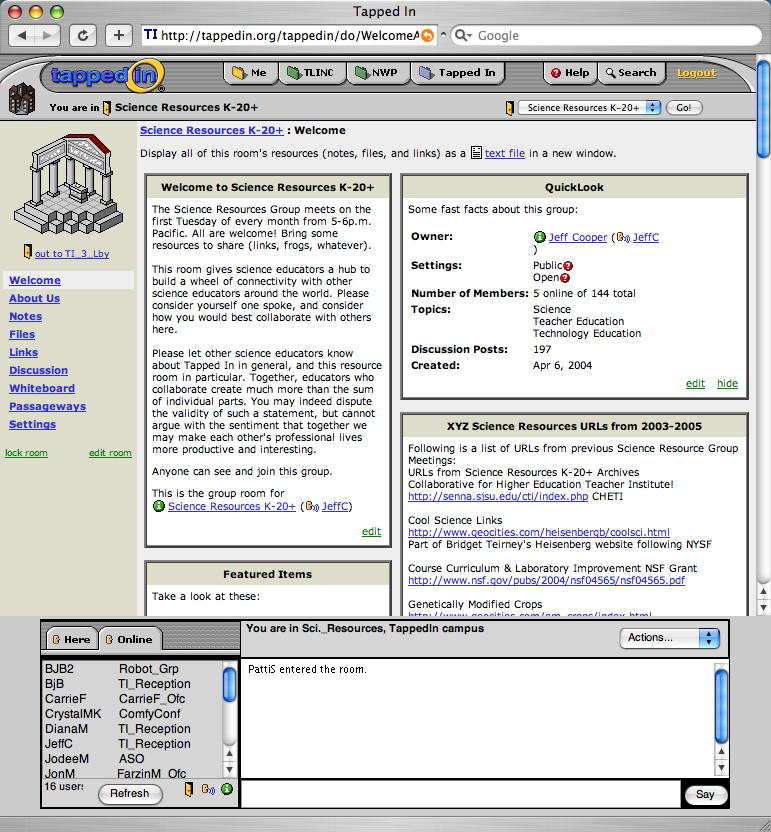 Tapped In
TI http://tappedin.org/tappedin/do/WelcomeA
Google
tapped in
Me
TLINC
NWP
Tapped In
Help
Search
Logout
You are in Science Resources K-20+
Science Resources K-20+
Go!
out to TI_3_Lby
Welcome
About Us
Notes
Files
Links
Discussion
Whiteboard
Passageways
Settings
lock room
edit room
Science Resources K-20+ : Welcome
Display all of this room's resources (notes, files, and links) as a text file in a new window.
Welcome to Science Resources K-20+
The Science Resources Group meets on the
first Tuesday of every month from 5-6p.m.
Pacific. All are welcome! Bring some
resources to share (links, frogs, whatever).
This room gives science educators a hub to
build a wheel of connectivity with other
science educators around the world. Please
consider yourself one spoke, and consider
how you would best collaborate with others
here.
Please let other science educators know
about Tapped In in general, and this resource
room in particular. Together, educators who
collaborate create much more than the sum
of individual parts. You may indeed dispute
the validity of such a statement, but cannot
argue with the sentiment that together we
may make each other's professional lives
more productive and interesting.
Anyone can see and join this group.
This is the group room for
Science Resources K-20+ (JeffC)
edit
Featured Items
Take a look at these:
QuickLook
Some fast facts about this group:
Owner: Jeff Cooper (JeffC
)
Settings: Public
Open
Number of Members: 5 online of 144 total
Topics: Science
Teacher Education
Technology Education
Discussion Posts: 197
Created: Apr 6, 2004
edit hide
XYZ Science Resources URLs from 2003-2005
Following is a list of URLs from previous Science Resource Group
Meetings:
URLs from Science Resources K-20+ Archives
Collaborative for Higher Education Teacher Institute!
http://senna.sjsu.edu/cti/index.php CHETI
Cool Science Links
http://www.geocities.com/heisenbergb/coolsci.html
Part of Bridget Teirney's Heisenberg website following NYSF
Course Curriculum & Laboratory Improvement NSF Grant
http://www.nsf.gov/pubs/2004/nsf04565/nsf04565.pdf
Genetically Modified Crops
http://www.geocities.com/gm_crops/index.html
Here
Online
BJB2 Robot_Grp
BjB TI_Reception
CarrieF CarrieF_Ofc
CrystalMK ComfyConf
DianaM TI_Reception
JeffC TI_Reception
JodeeM ASO
JonM FarzinM_Ofc
16 users
Refresh
You are in Sci._Resources, TappedIn campus
Actions...
PattiS entered the room.
Say